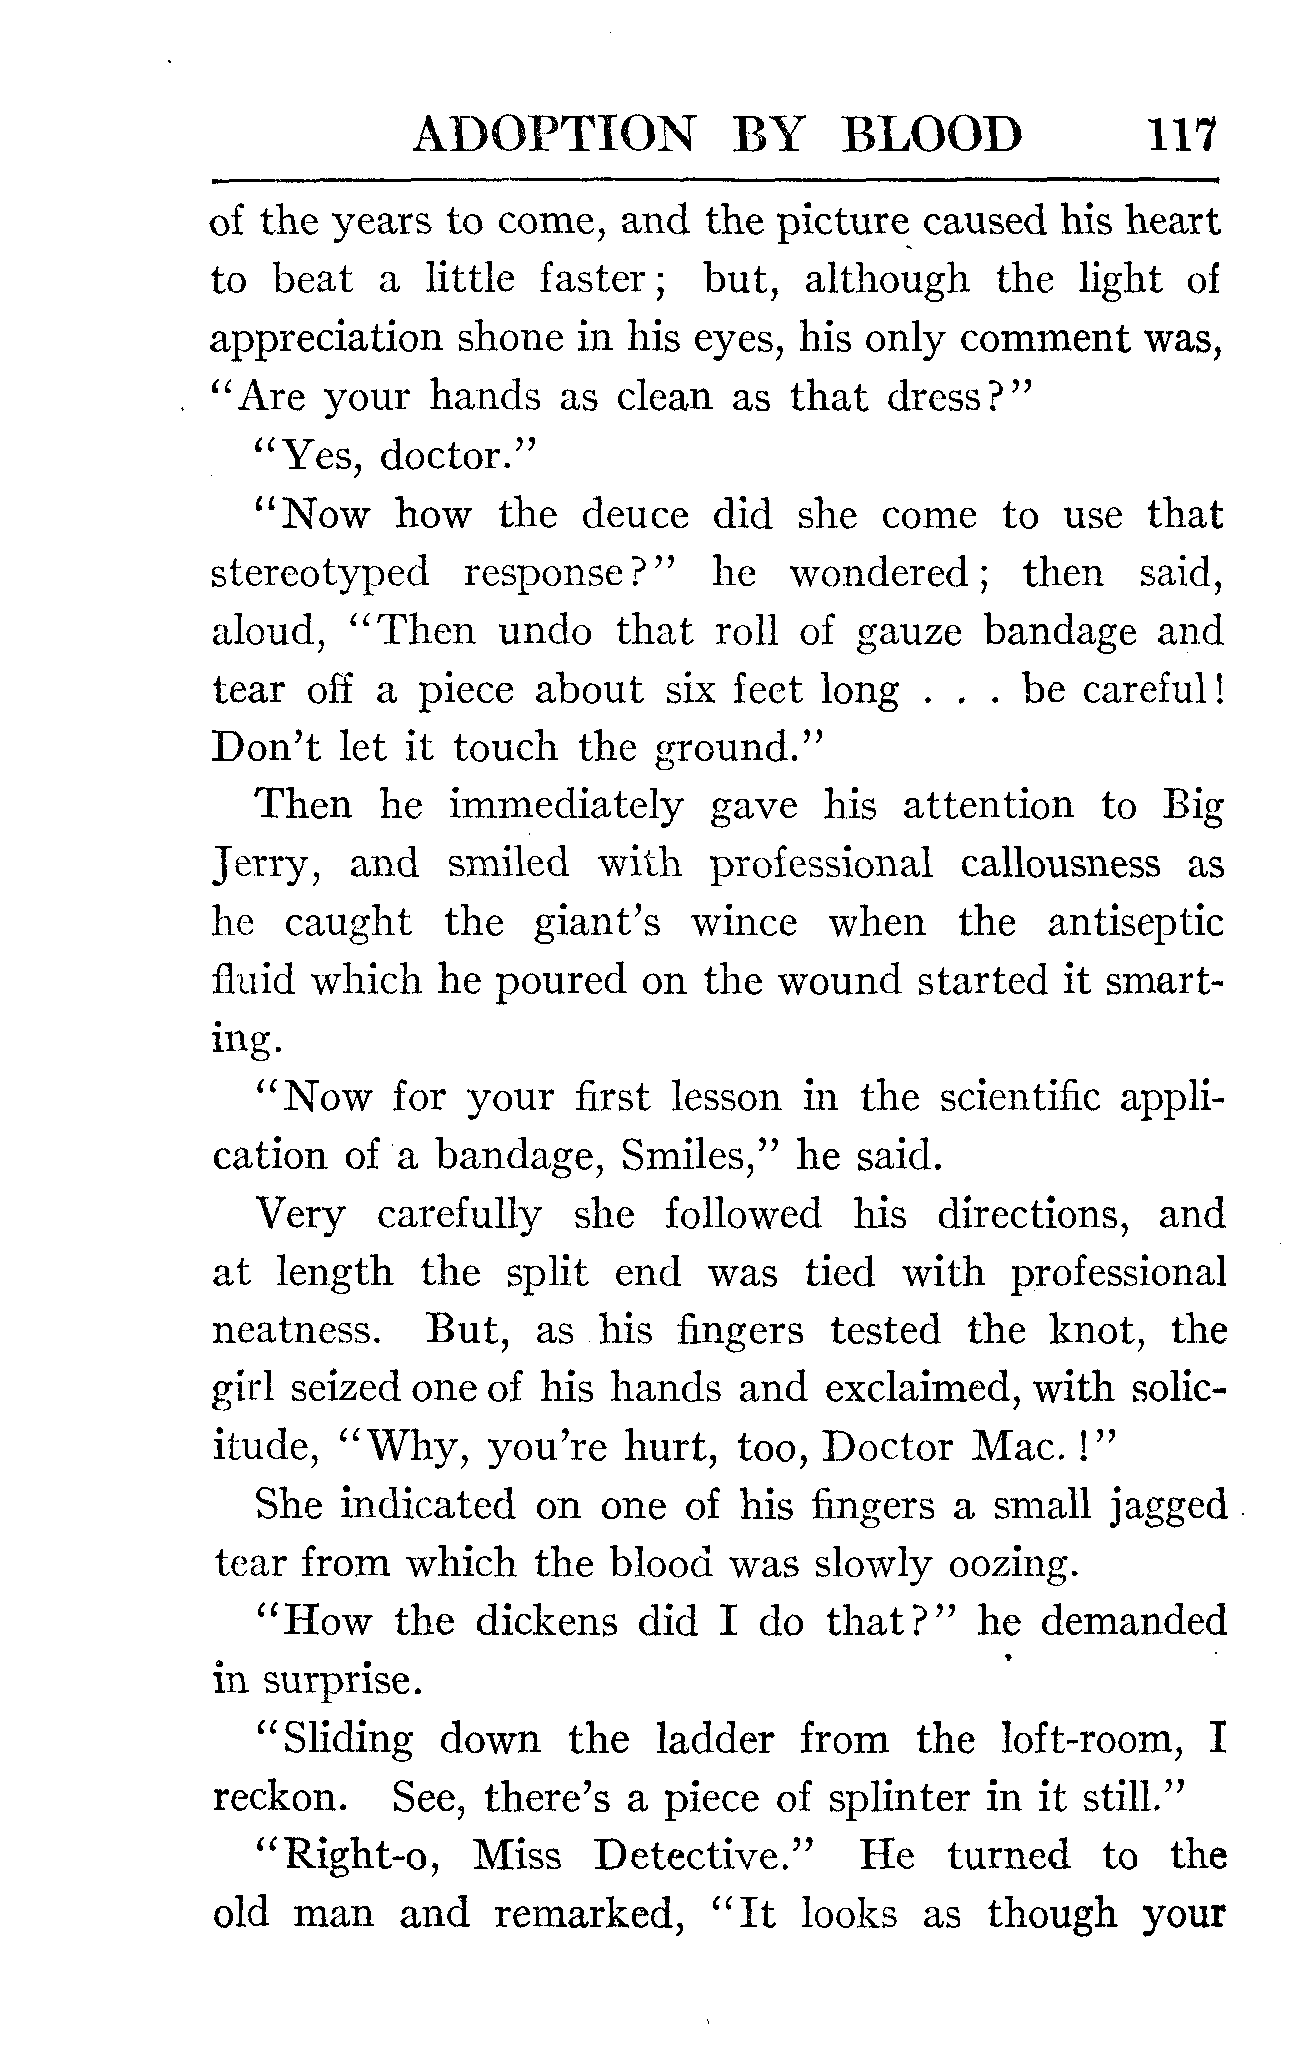 ADOPTION BY BLOOD 117
of the years to come, and the picture caused his heart
to beat a little faster; but, although the light of
appreciation shone in his eyes, his only comment was,
"Are your hands as clean as that dress?"
"Yes, doctor."
"Now how the deuce did she come to use that
stereotyped response?" he wondered; then said,
aloud, "Then undo that roll of gauze bandage and
tear off a piece about six feet long . . . be careful!
Don't let it touch the ground."
Then he immediately gave his attention to Big
Jerry, and smiled with professional callousness as
he caught the giant's wince when the antiseptic
fluid which he poured on the wound started it smart-
ing.
"Now for your first lesson in the scientific appli-
cation of a bandage, Smiles," he said.
Very carefully she followed his directions, and
at length the split end was tied with professional
neatness. But, as his fingers tested the knot, the
girl seized one of his hands and exclaimed, with solic-
itude, "Why, you're hurt, too, Doctor Mac.!"
She indicated on one of his fingers a small jagged
tear from which the blood was slowly oozing.
"How the dickens did I do that?" he demanded
in surprise.
"Sliding down the ladder from the loft-room, I
reckon. See, there's a piece of splinter in it still."
"Right-o, Miss Detective." He turned to the
old man and remarked, "It looks as though your